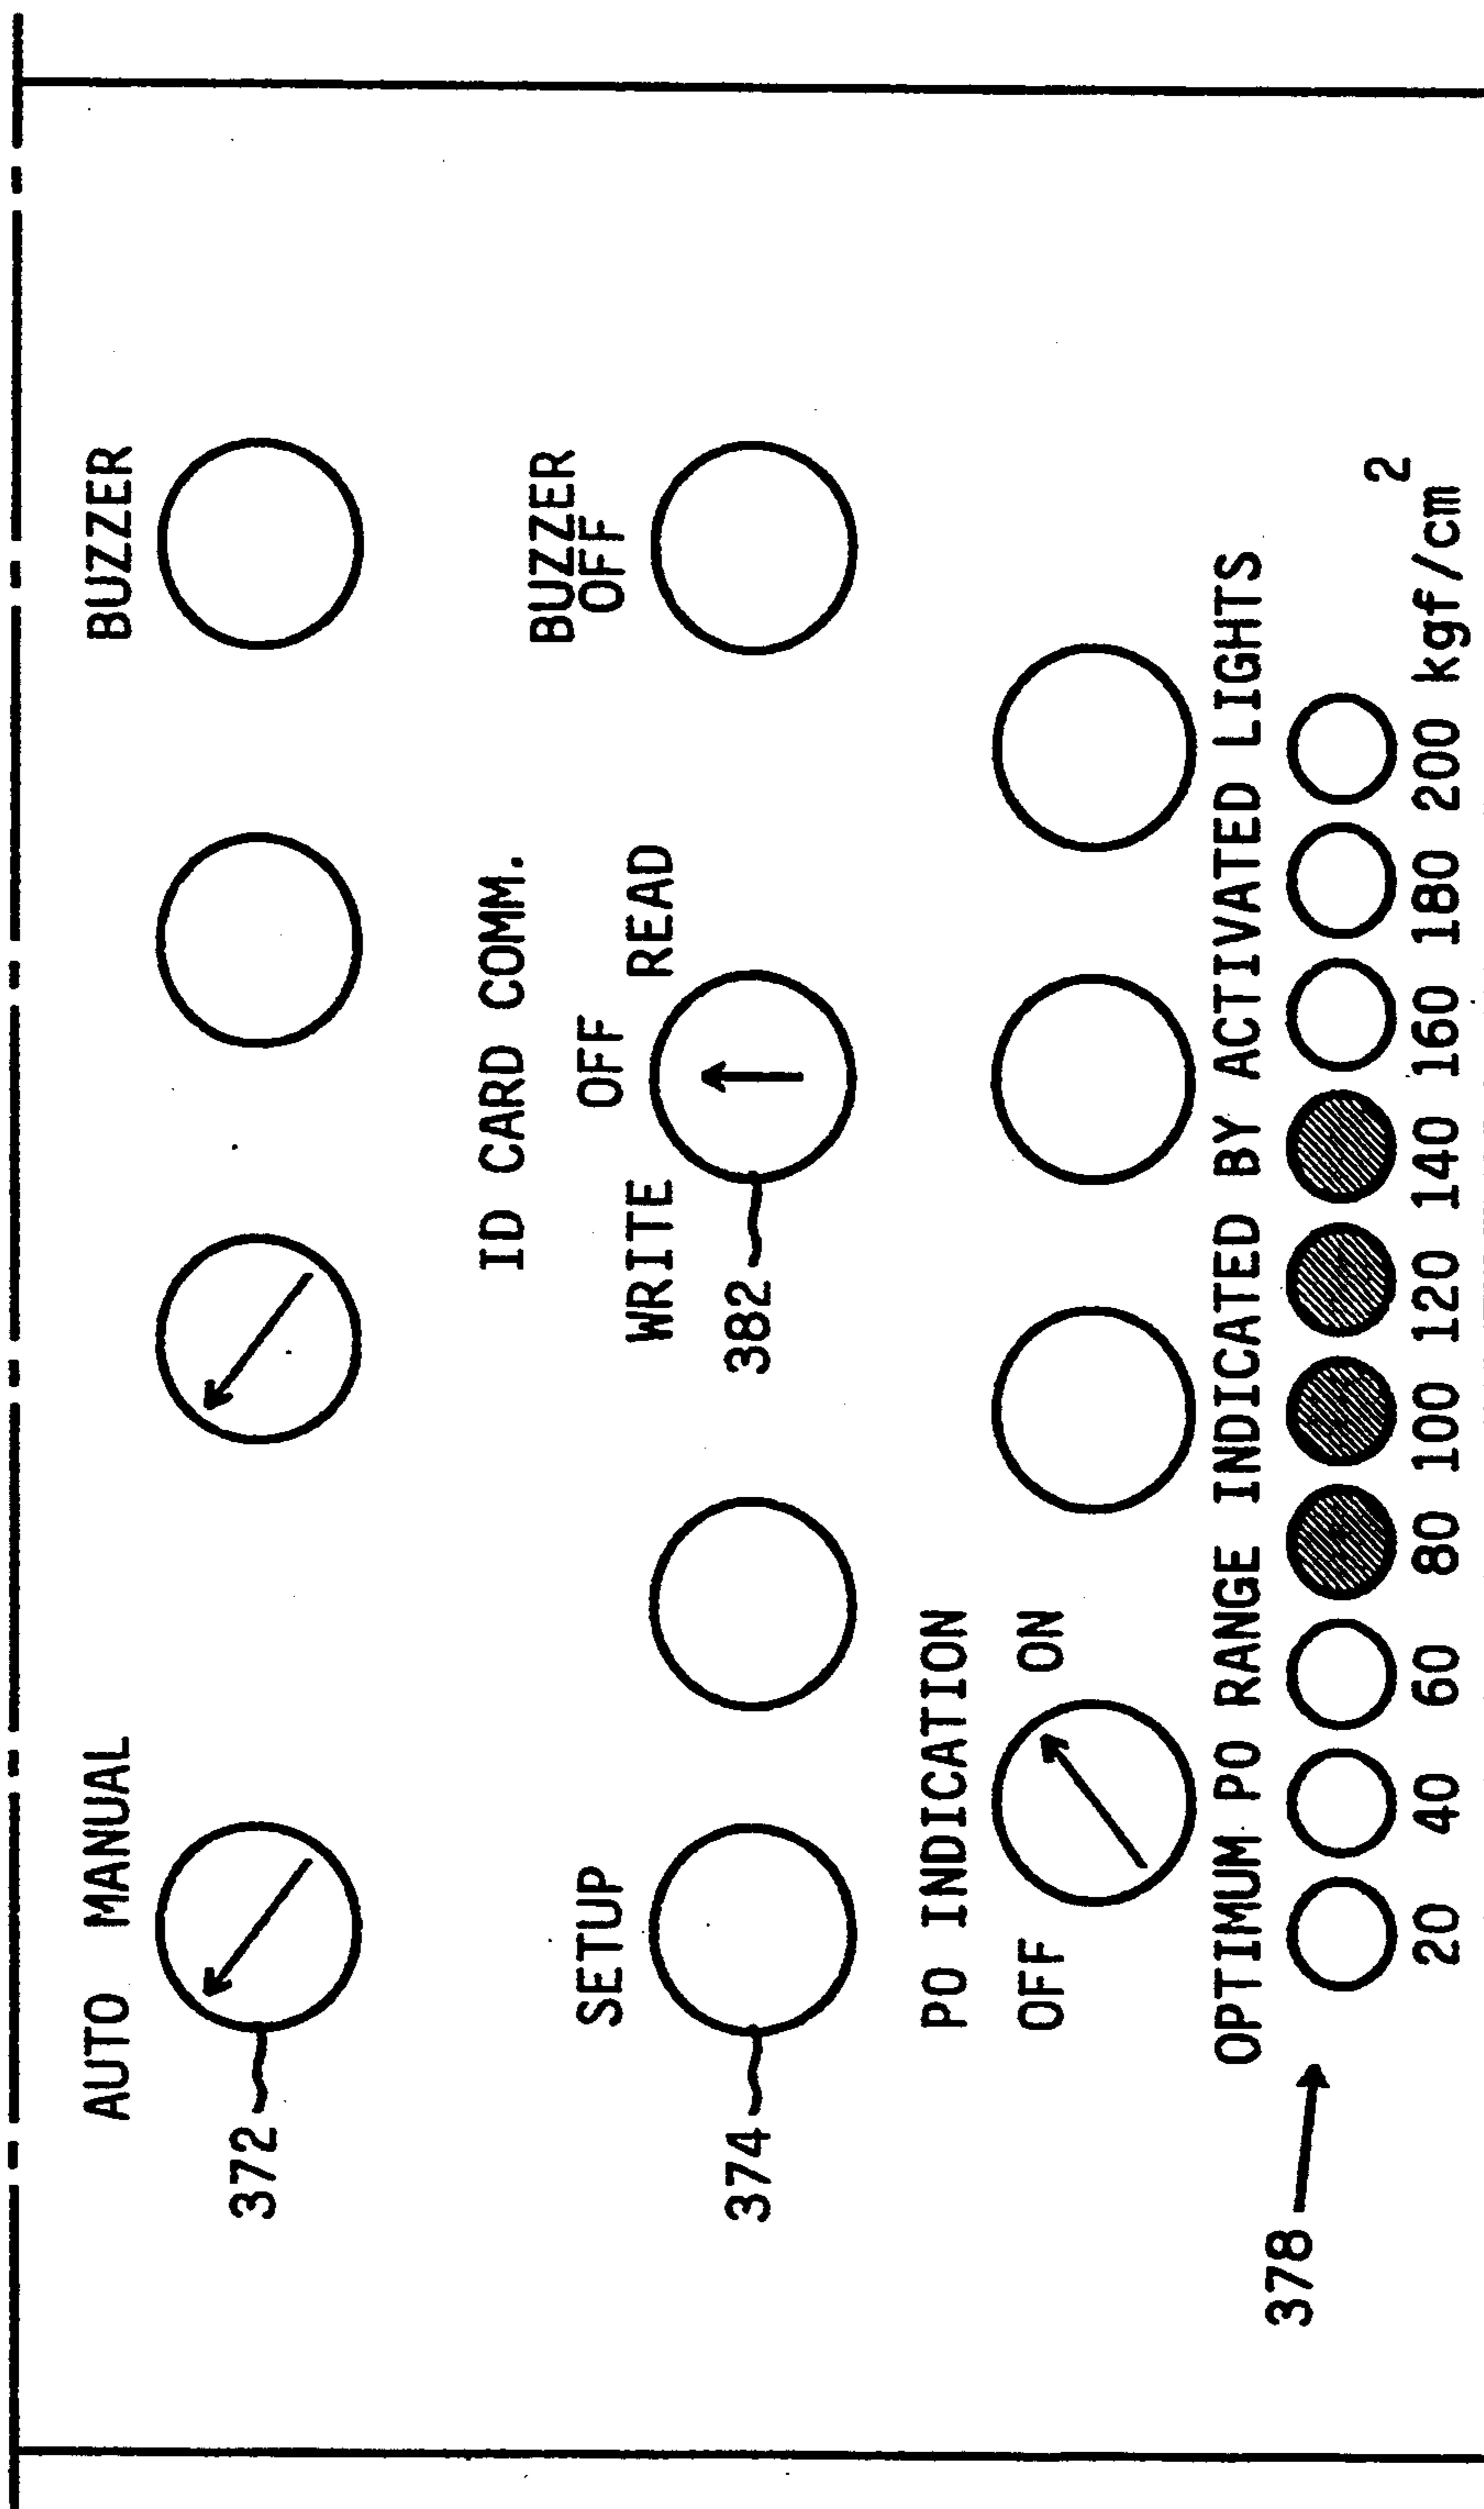 AUTO MANUAL BUZZER
372
ID CARD COMM.
BUZZER
SETUP OFF OFF
WRITE READ
374 382
PO INDICATION
OFF ON
OPTIMUM PO RANGE INDICATED BY ACTIVATED LIGHTS
378
20 40 60 80 100 120 140 160 180 200 kgf/cm²